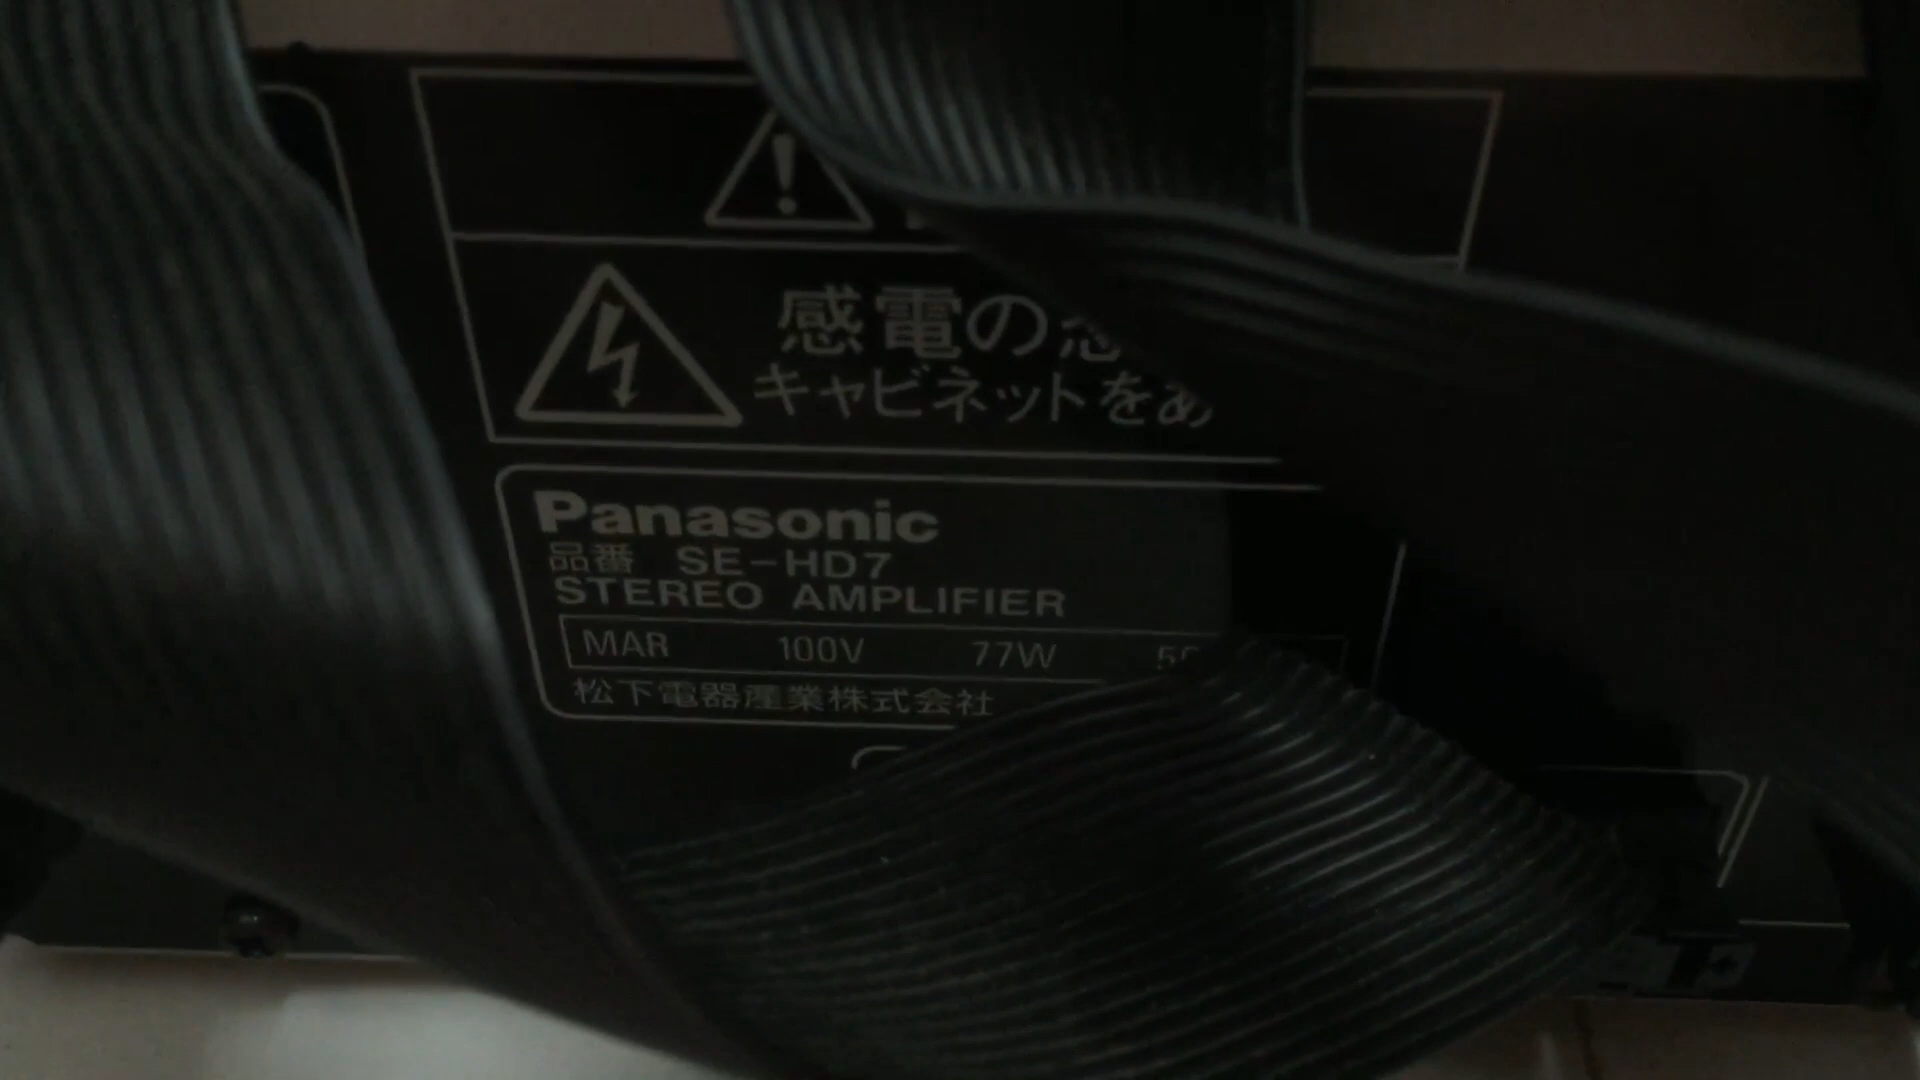 感電の
キャビネットをあ
Panasonic
品番 SE-HD7
STEREO AMPLIFIER
MAR 100V 77W
松下電器産業株式会社